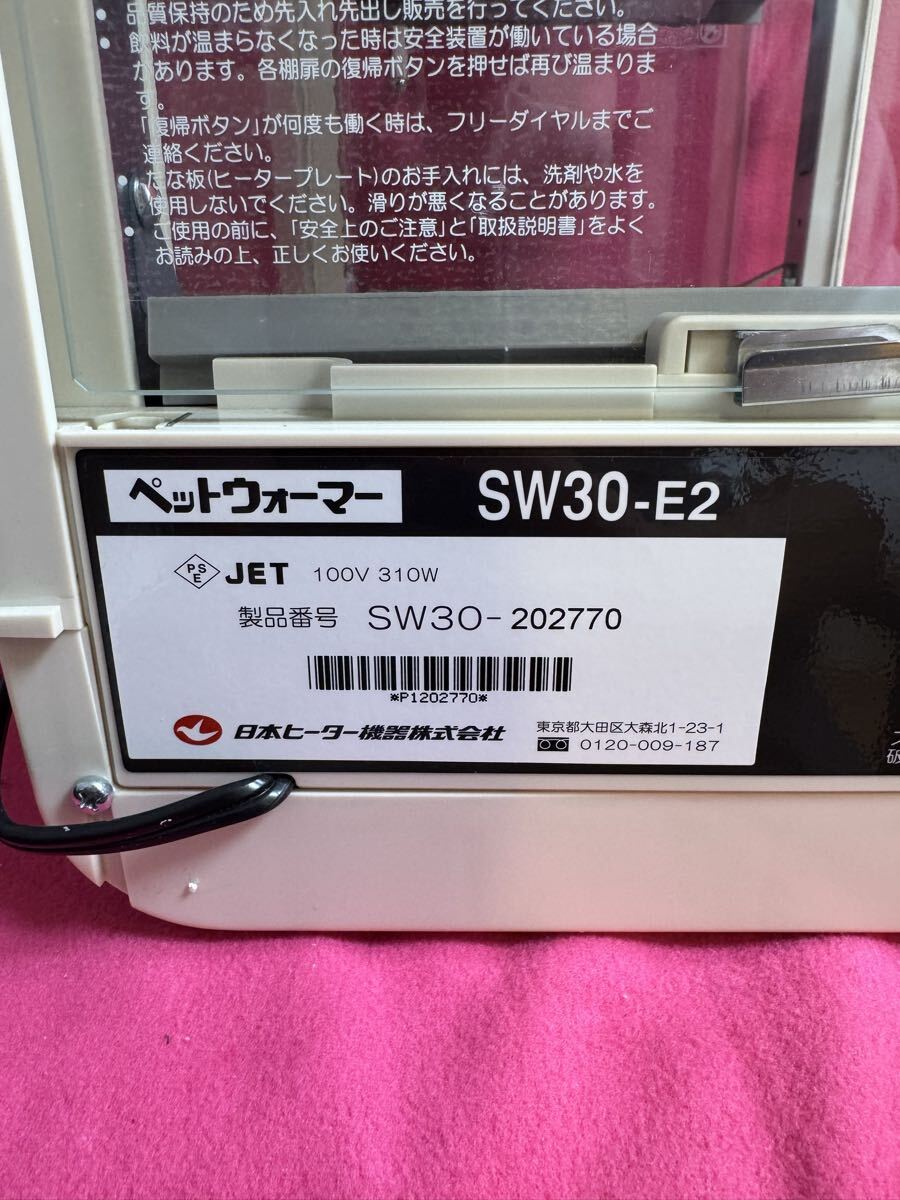 • 品質保持のため先入れ先出し販売を行ってください。
• 飲料が温まらなくなった時は安全装置が働いている場合
があります。各棚扉の復帰ボタンを押せば再び温まりま
す。
「復帰ボタン」が何度も働く時は、フリーダイヤルまでご
連絡ください。
• たな板(ヒータープレート)のお手入れには、洗剤や水を
使用しないでください。滑りが悪くなることがあります。
• ご使用の前に、「安全上のご注意」と「取扱説明書」をよく
お読みの上、正しくお使いください。
ペットウォーマー SW30-E2
PSE JET 100V 310W
製品番号 SW30-202770
*P1202770*
日本ヒーター機器株式会社
東京都大田区大森北1-23-1
0120-009-187